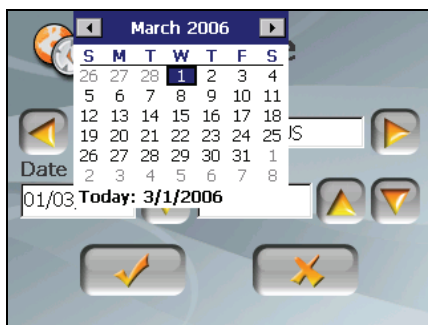 March 2006
S M T W T F S
26 27 28 1 2 3 4
5 6 7 8 9 10 11
12 13 14 15 16 17 18
19 20 21 22 23 24 25
26 27 28 29 30 31 1
2 3 4 5 6 7 8
Today: 3/1/2006
Date
01/03